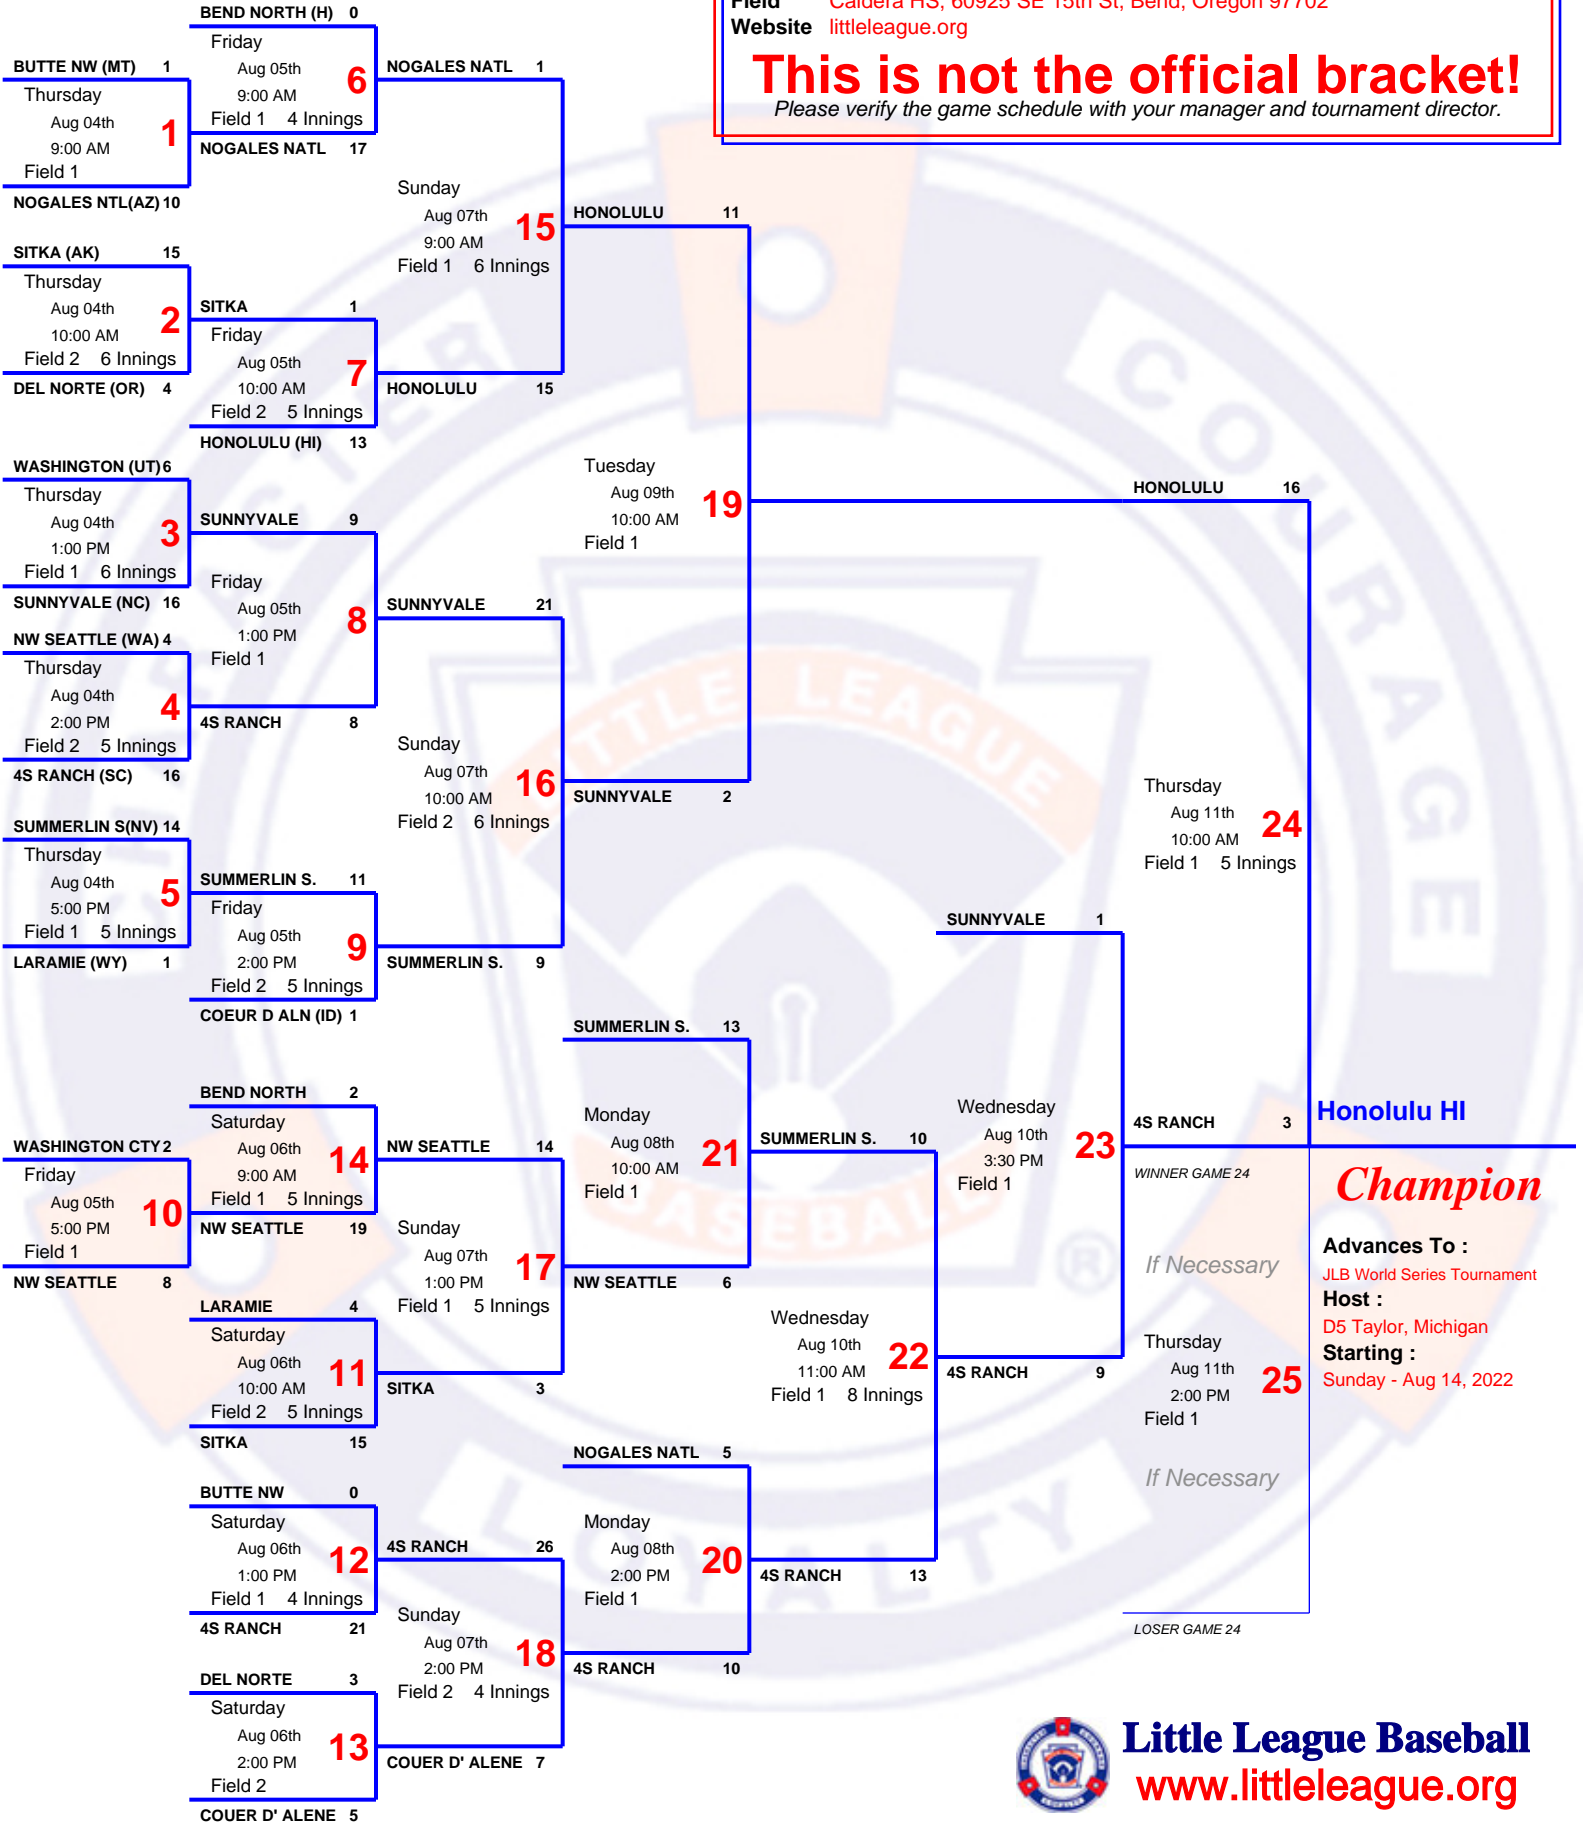 Field Caldera HS, 60925 SE 15th St, Bend, Oregon 97702
Website littleleague.org
This is not the official bracket!
Please verify the game schedule with your manager and tournament director.
BUTTE NW (MT) 1
Thursday
Aug 04th
9:00 AM
1
Field 1
NOGALES NTL(AZ) 10
SITKA (AK) 15
Thursday
Aug 04th
10:00 AM
2
Field 2 6 Innings
DEL NORTE (OR) 4
WASHINGTON (UT) 6
Thursday
Aug 04th
1:00 PM
3
Field 1 6 Innings
SUNNYVALE (NC) 16
NW SEATTLE (WA) 4
Thursday
Aug 04th
2:00 PM
4
Field 2 5 Innings
4S RANCH (SC) 16
SUMMERLIN S(NV) 14
Thursday
Aug 04th
5:00 PM
5
Field 1 5 Innings
LARAMIE (WY) 1
WASHINGTON CTY 2
Friday
Aug 05th
5:00 PM
10
Field 1
NW SEATTLE 8
BEND NORTH (H) 0
Friday
Aug 05th
9:00 AM
6
Field 1 4 Innings
NOGALES NATL 17
SITKA 1
Friday
Aug 05th
10:00 AM
7
Field 2 5 Innings
HONOLULU (HI) 13
SUNNYVALE 9
Friday
Aug 05th
1:00 PM
8
Field 1
4S RANCH 8
SUMMERLIN S. 11
Friday
Aug 05th
2:00 PM
9
Field 2 5 Innings
COEUR D ALN (ID) 1
BEND NORTH 2
Saturday
Aug 06th
9:00 AM
14
Field 1 5 Innings
NW SEATTLE 19
LARAMIE 4
Saturday
Aug 06th
10:00 AM
11
Field 2 5 Innings
SITKA 15
BUTTE NW 0
Saturday
Aug 06th
1:00 PM
12
Field 1 4 Innings
4S RANCH 21
DEL NORTE 3
Saturday
Aug 06th
2:00 PM
13
Field 2
COUER D' ALENE 5
NOGALES NATL 1
Sunday
Aug 07th
9:00 AM
15
Field 1 6 Innings
HONOLULU 15
SUNNYVALE 21
Sunday
Aug 07th
10:00 AM
16
Field 2 6 Innings
SUMMERLIN S. 9
NW SEATTLE 14
Sunday
Aug 07th
1:00 PM
17
Field 1 5 Innings
SITKA 3
4S RANCH 26
Sunday
Aug 07th
2:00 PM
18
Field 2 4 Innings
COUER D' ALENE 7
HONOLULU 11
Tuesday
Aug 09th
10:00 AM
19
Field 1
SUNNYVALE 2
SUMMERLIN S. 13
Monday
Aug 08th
10:00 AM
21
Field 1
NW SEATTLE 6
NOGALES NATL 5
Monday
Aug 08th
2:00 PM
20
Field 1
4S RANCH 10
SUMMERLIN S. 10
Wednesday
Aug 10th
11:00 AM
22
Field 1 8 Innings
4S RANCH 13
SUNNYVALE 1
Wednesday
Aug 10th
3:30 PM
23
Field 1
4S RANCH 9
HONOLULU 16
Thursday
Aug 11th
10:00 AM
24
Field 1 5 Innings
4S RANCH 3
WINNER GAME 24
If Necessary
Thursday
Aug 11th
2:00 PM
25
Field 1
If Necessary
LOSER GAME 24
Honolulu HI
Champion
Advances To :
JLB World Series Tournament
Host :
D5 Taylor, Michigan
Starting :
Sunday - Aug 14, 2022
CHARACTER
COURAGE
LOYALTY
LITTLE LEAGUE
BASEBALL
®
Little League Baseball
www.littleleague.org